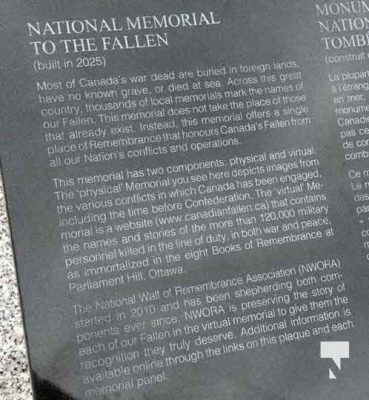 NATIONAL MEMORIAL
TO THE FALLEN
(built in 2025)
Most of Canada's war dead are buried in foreign lands,
have no known grave, or died at sea. Across this great
country, thousands of local memorials mark the names of
our Fallen. This memorial does not take the place of those
that already exist. Instead, this memorial offers a single
place of Remembrance that honours Canada's Fallen from
all our Nation's conflicts and operations.
This memorial has two components: physical and virtual.
The 'physical' Memorial you see here depicts images from
the various conflicts in which Canada has been engaged,
including the time before Confederation. The 'virtual' Me-
morial is a website (www.canadianfallen.ca) that contains
the names and stories of the more than 120,000 military
personnel killed in the line of duty, in both war and peace,
as immortalized in the eight Books of Remembrance at
Parliament Hill, Ottawa.
The National Wall of Remembrance Association (NWORA)
started in 2010 and has been shepherding both com-
ponents ever since. NWORA is preserving the story of
each of our Fallen in the virtual memorial to give them the
recognition they truly deserve. Additional information is
available online through the links on this plaque and each
memorial panel.
MONUM
NATION
TOMBÉ
(construit
La plupar
à l'étrang
en mer.
monume
Canadie
pas ce
de con
comb
Ce m
Le m
des
par